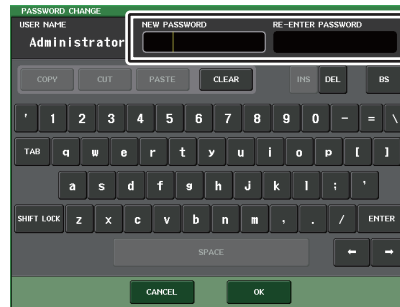 PASSWORD CHANGE
USER NAME NEW PASSWORD RE-ENTER PASSWORD
Administrator
COPY CUT PASTE CLEAR INS DEL BS
' 1 2 3 4 5 6 7 8 9 0 - = \
TAB q w e r t y u i o p [ ]
a s d f g h j k l ; '
SHIFT LOCK z x c v b n m , . / ENTER
SPACE ← →
CANCEL OK